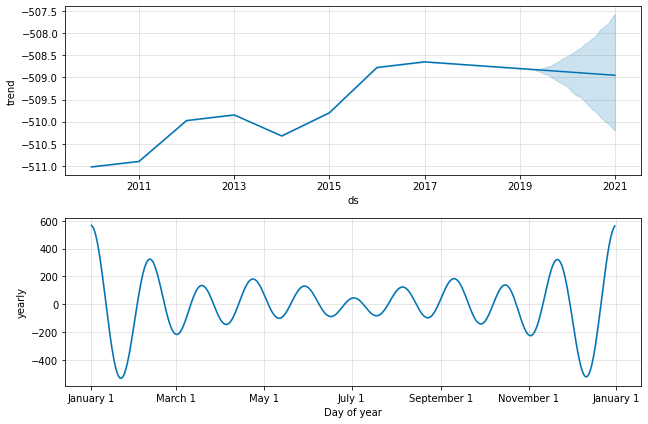 −507.5
−508.0
−508.5
−509.0
−509.5
−510.0
−510.5
−511.0
trend
2011 2013 2015 2017 2019 2021
ds
600
400
200
0
−200
−400
yearly
January 1 March 1 May 1 July 1 September 1 November 1 January 1
Day of year